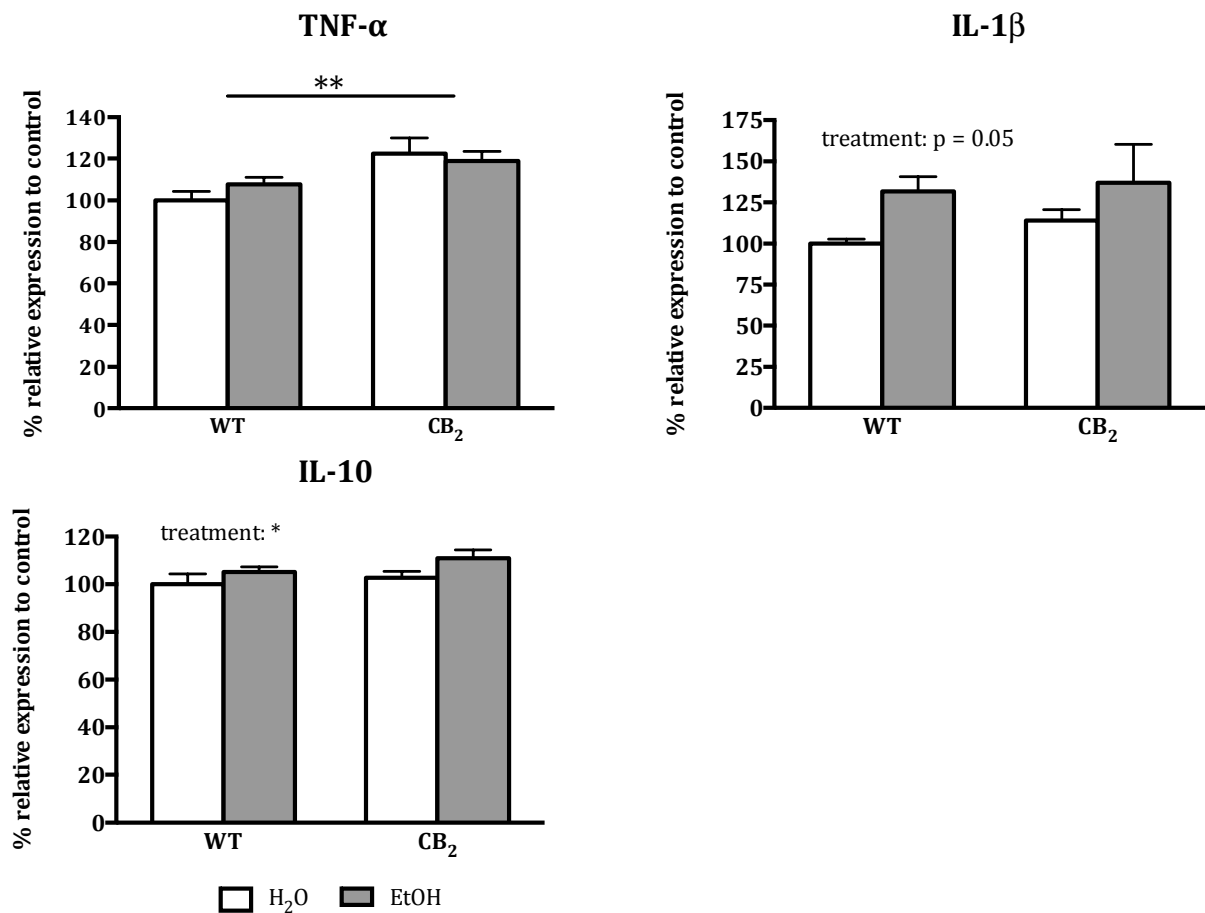 TNF-α
**
% relative expression to control
140
120
100
80
60
40
20
0
WT CB₂
IL-1β
treatment: p = 0.05
% relative expression to control
175
150
125
100
75
50
25
0
WT CB₂
IL-10
treatment: *
% relative expression to control
120
100
80
60
40
20
0
WT CB₂
H₂O EtOH